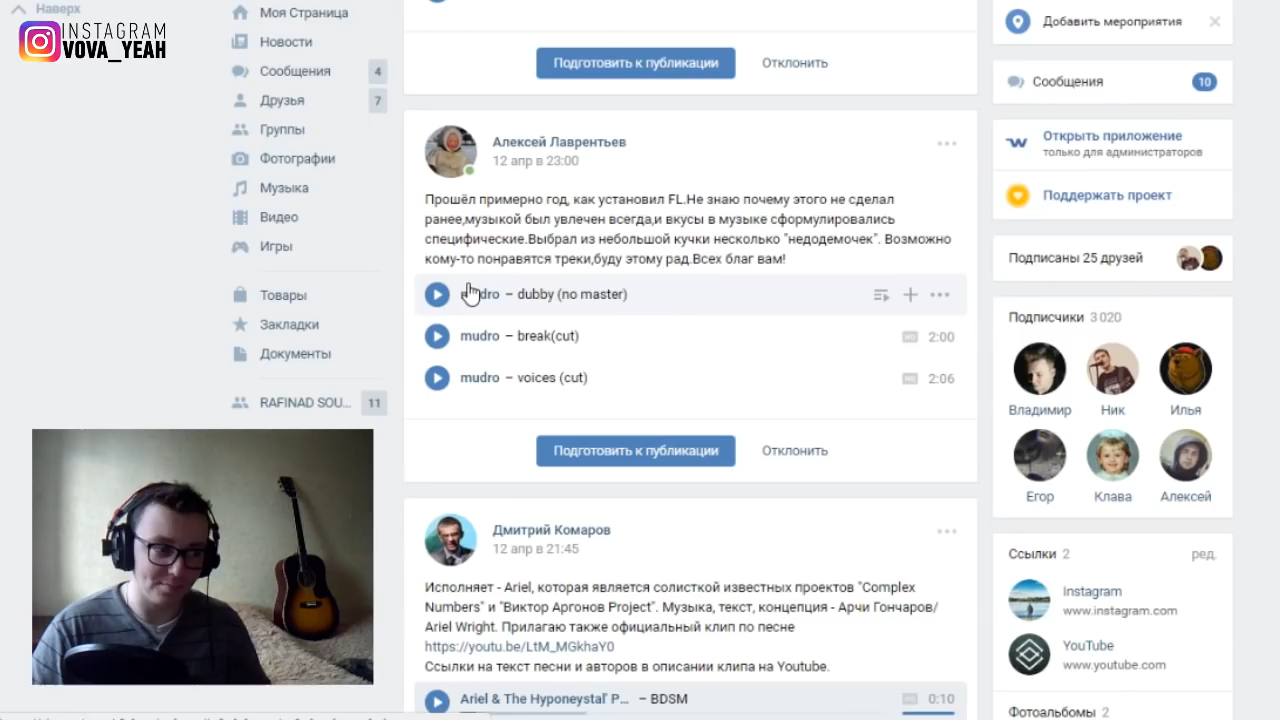 Наверх
INSTAGRAM
VOVA_YEAH
Моя Страница
Новости
Сообщения 4
Друзья 7
Группы
Фотографии
Музыка
Видео
Игры
Товары
Закладки
Документы
RAFINAD SOU... 11
Подготовить к публикации Отклонить
Алексей Лаврентьев
12 апр в 23:00
Прошёл примерно год, как установил FL.Не знаю почему этого не сделал
ранее,музыкой был увлечен всегда,и вкусы в музыке сформулировались
специфические.Выбрал из небольшой кучки несколько "недодемочек". Возможно
кому-то понравятся треки,буду этому рад.Всех благ вам!
mudro – dubby (no master)
mudro – break(cut) HD 2:00
mudro – voices (cut) HD 2:06
Подготовить к публикации Отклонить
Дмитрий Комаров
12 апр в 21:45
Исполняет - Ariel, которая является солисткой известных проектов "Complex
Numbers" и "Виктор Аргонов Project". Музыка, текст, концепция - Арчи Гончаров/
Ariel Wright. Прилагаю также официальный клип по песне
https://youtu.be/LtM_MGkhaY0
Ссылки на текст песни и авторов в описании клипа на Youtube.
Ariel & The Hyponeystal' P... – BDSM HD 0:10
Добавить мероприятия
Сообщения 10
Открыть приложение
только для администраторов
Поддержать проект
Подписаны 25 друзей
Подписчики 3 020
Владимир Ник Илья
Егор Клава Алексей
Ссылки 2 ред.
Instagram
www.instagram.com
YouTube
www.youtube.com
Фотоальбомы 2